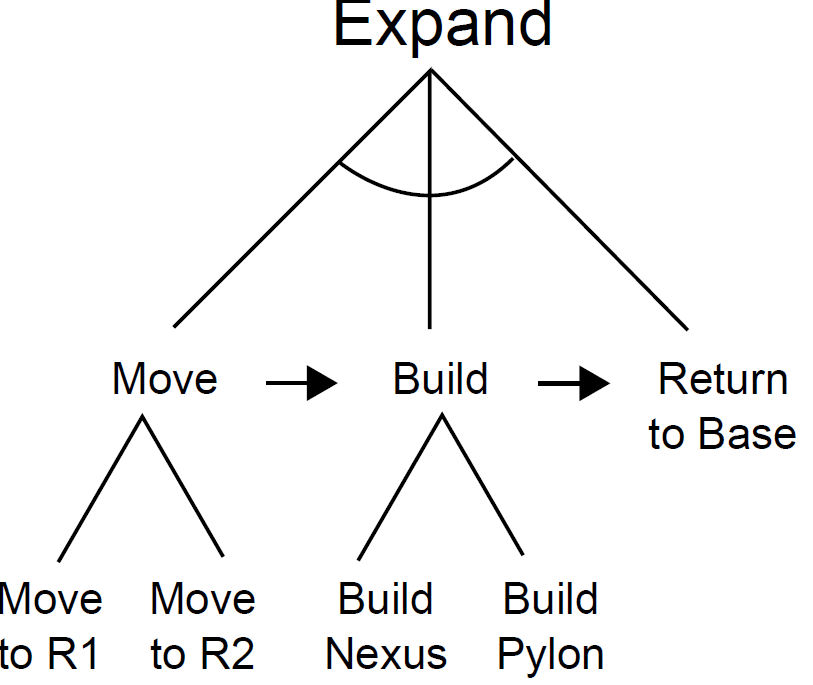 Expand
Move
Build
Return
to Base
Move
to R1
Move
to R2
Build
Nexus
Build
Pylon